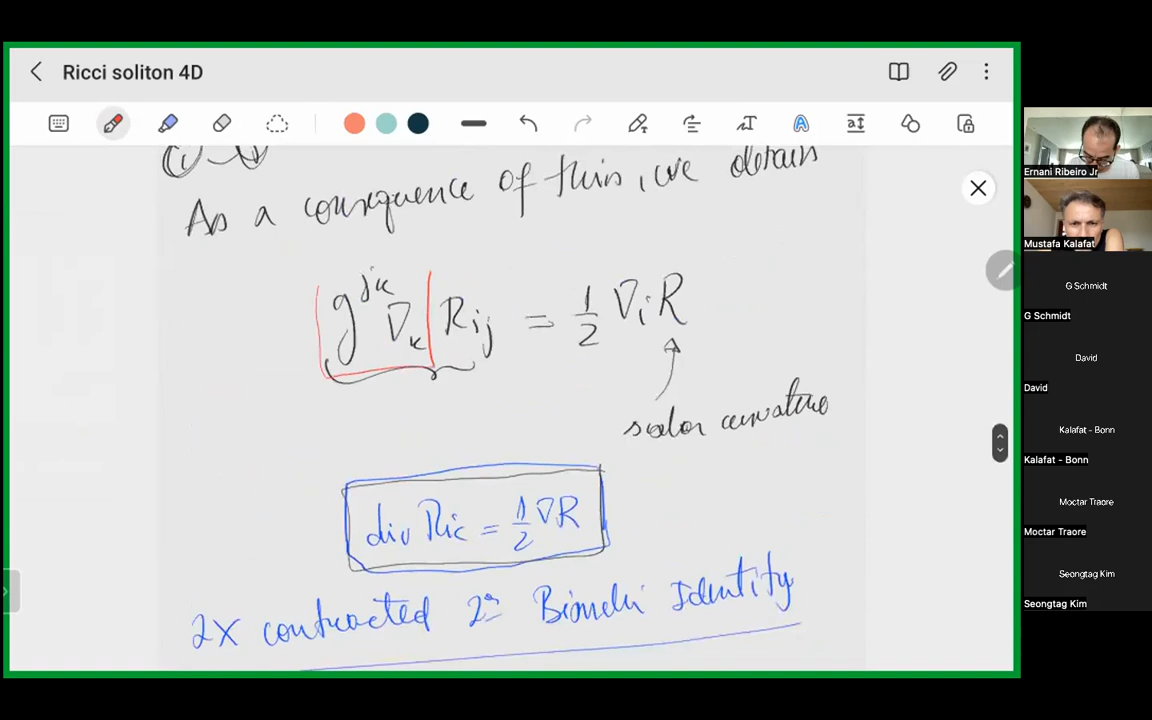 Ricci soliton 4D
As a consequence of this, we obtain
g^{jk} ∇_k R_{ij} = 1/2 ∇_i R
scalar curvature
div Ric = 1/2 ∇R
2X contracted 2ª Bianchi Identity
Ernani Ribeiro Jr
Mustafa Kalafat
G Schmidt
G Schmidt
David
David
Kalafat - Bonn
Kalafat - Bonn
Moctar Traore
Moctar Traore
Seongtag Kim
Seongtag Kim